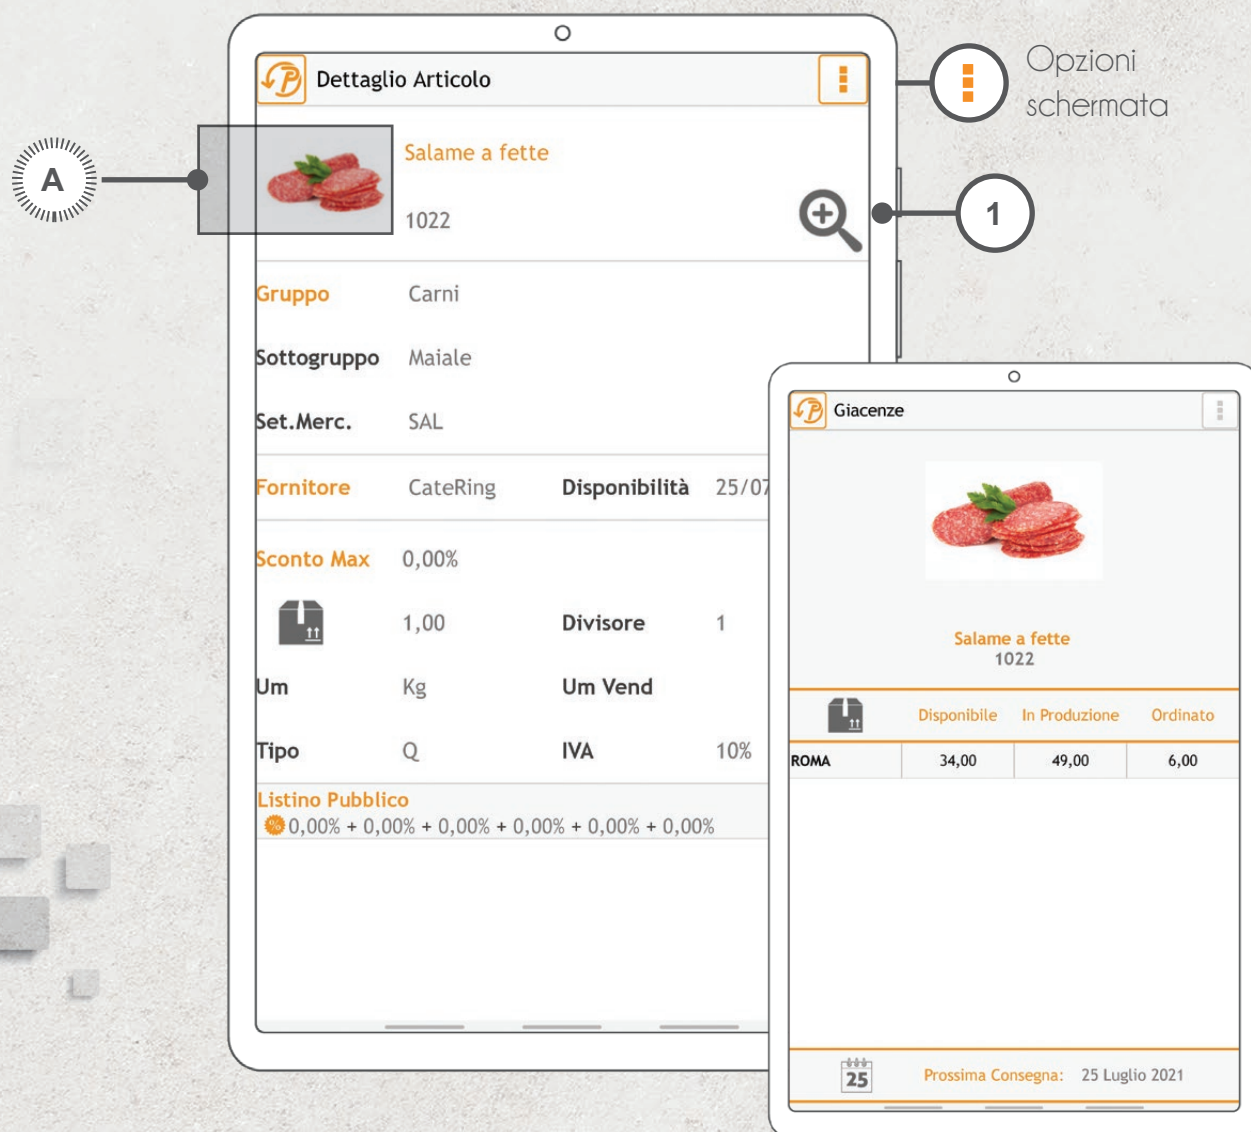 Dettaglio Articolo
Opzioni
schermata
A
Salame a fette
1022
1
Gruppo Carni
Sottogruppo Maiale
Set.Merc. SAL
Fornitore CateRing Disponibilità 25/07
Sconto Max 0,00%
1,00 Divisore 1
Um Kg Um Vend
Tipo Q IVA 10%
Listino Pubblico
% 0,00% + 0,00% + 0,00% + 0,00% + 0,00% + 0,00%
Giacenze
Salame a fette
1022
Disponibile In Produzione Ordinato
ROMA 34,00 49,00 6,00
25 Prossima Consegna: 25 Luglio 2021